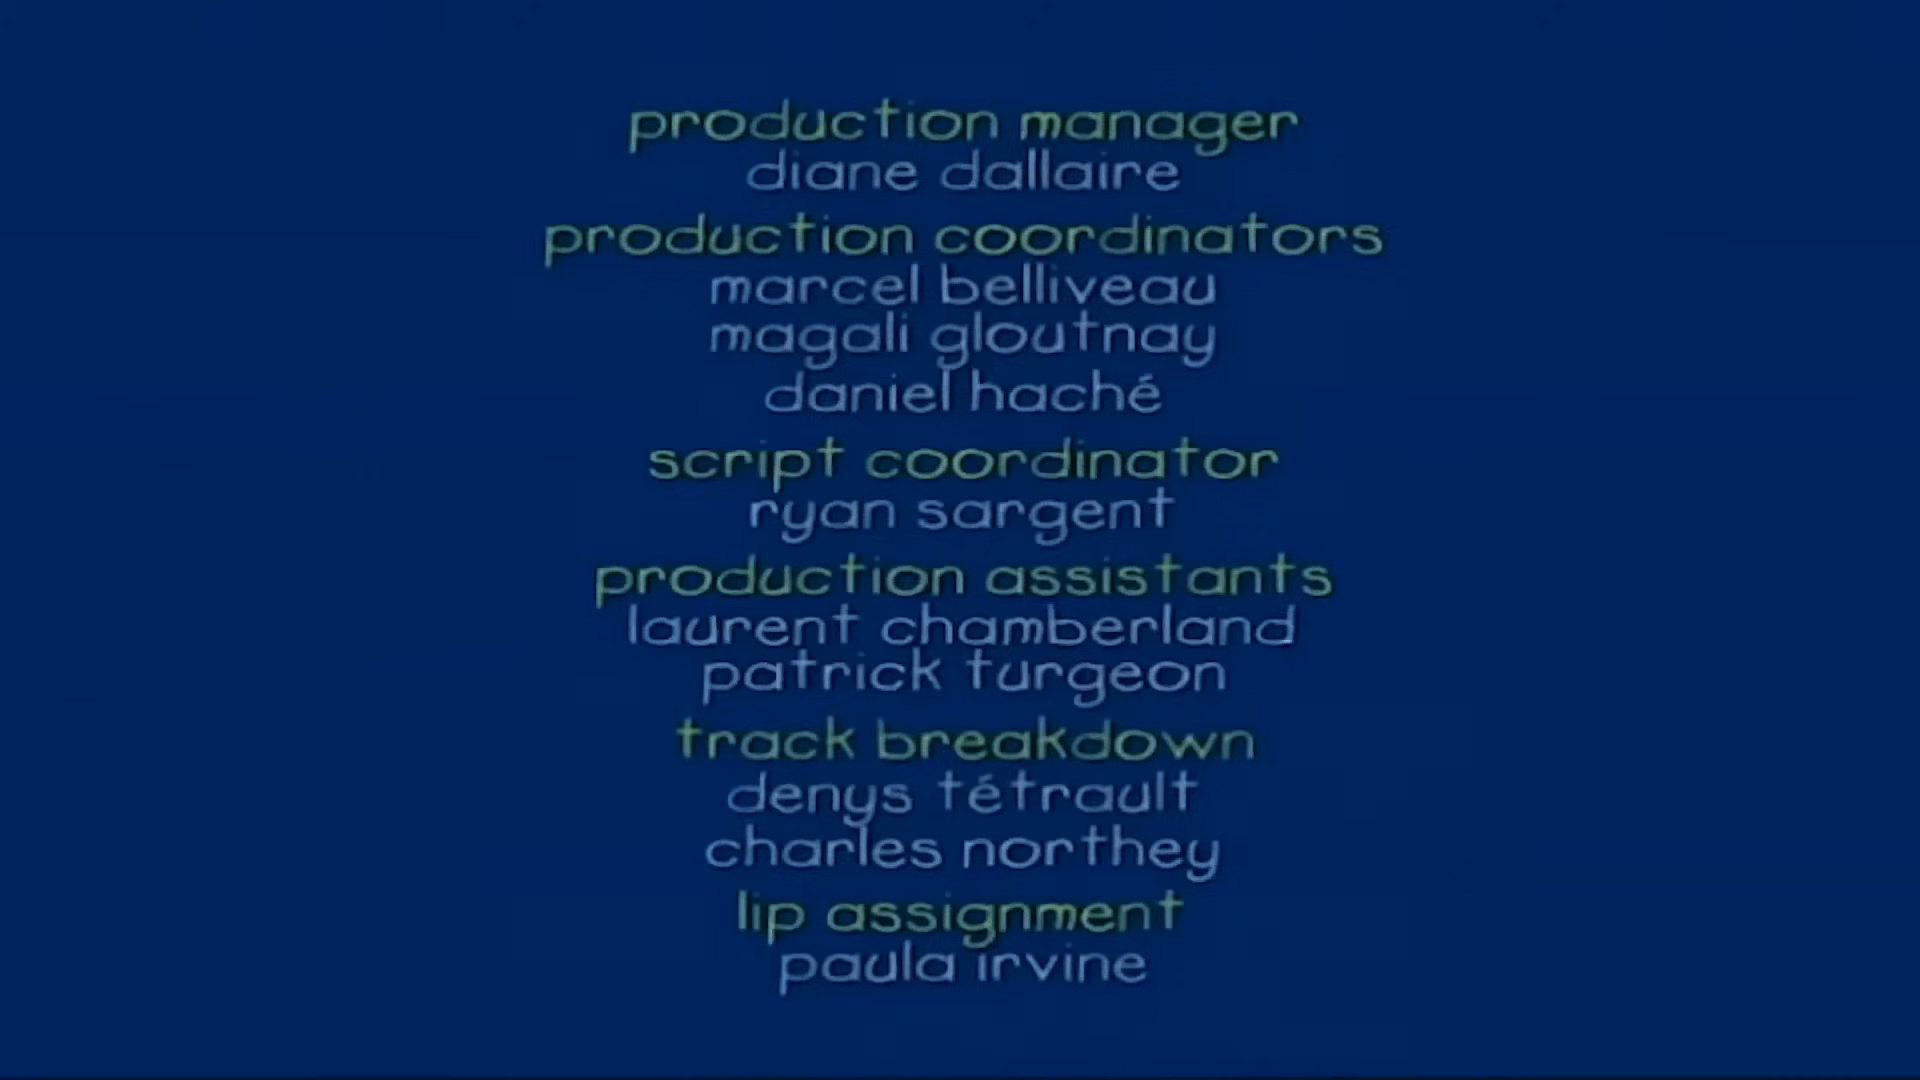 production manager
diane dallaire
production coordinators
marcel belliveau
magali gloutnay
daniel haché
script coordinator
ryan sargent
production assistants
laurent chamberland
patrick turgeon
track breakdown
denys tétrault
charles northey
lip assignment
paula irvine